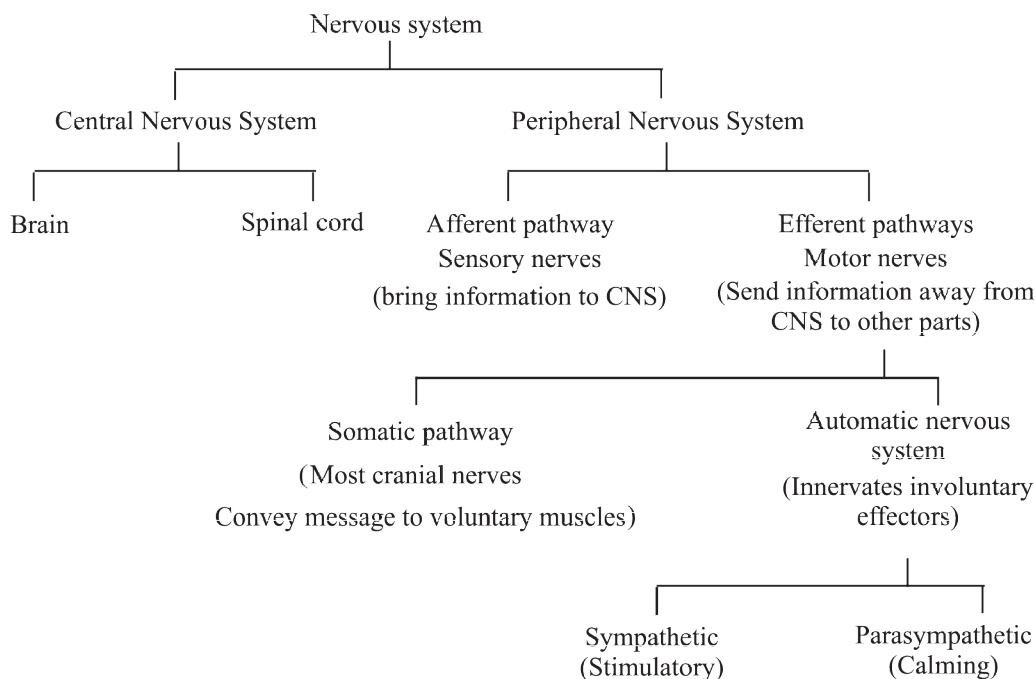 Nervous system
Central Nervous System
Peripheral Nervous System
Brain
Spinal cord
Afferent pathway
Sensory nerves
(bring information to CNS)
Efferent pathways
Motor nerves
(Send information away from
CNS to other parts)
Somatic pathway
(Most cranial nerves
Convey message to voluntary muscles)
Automatic nervous
system
(Innervates involuntary
effectors)
Sympathetic
(Stimulatory)
Parasympathetic
(Calming)